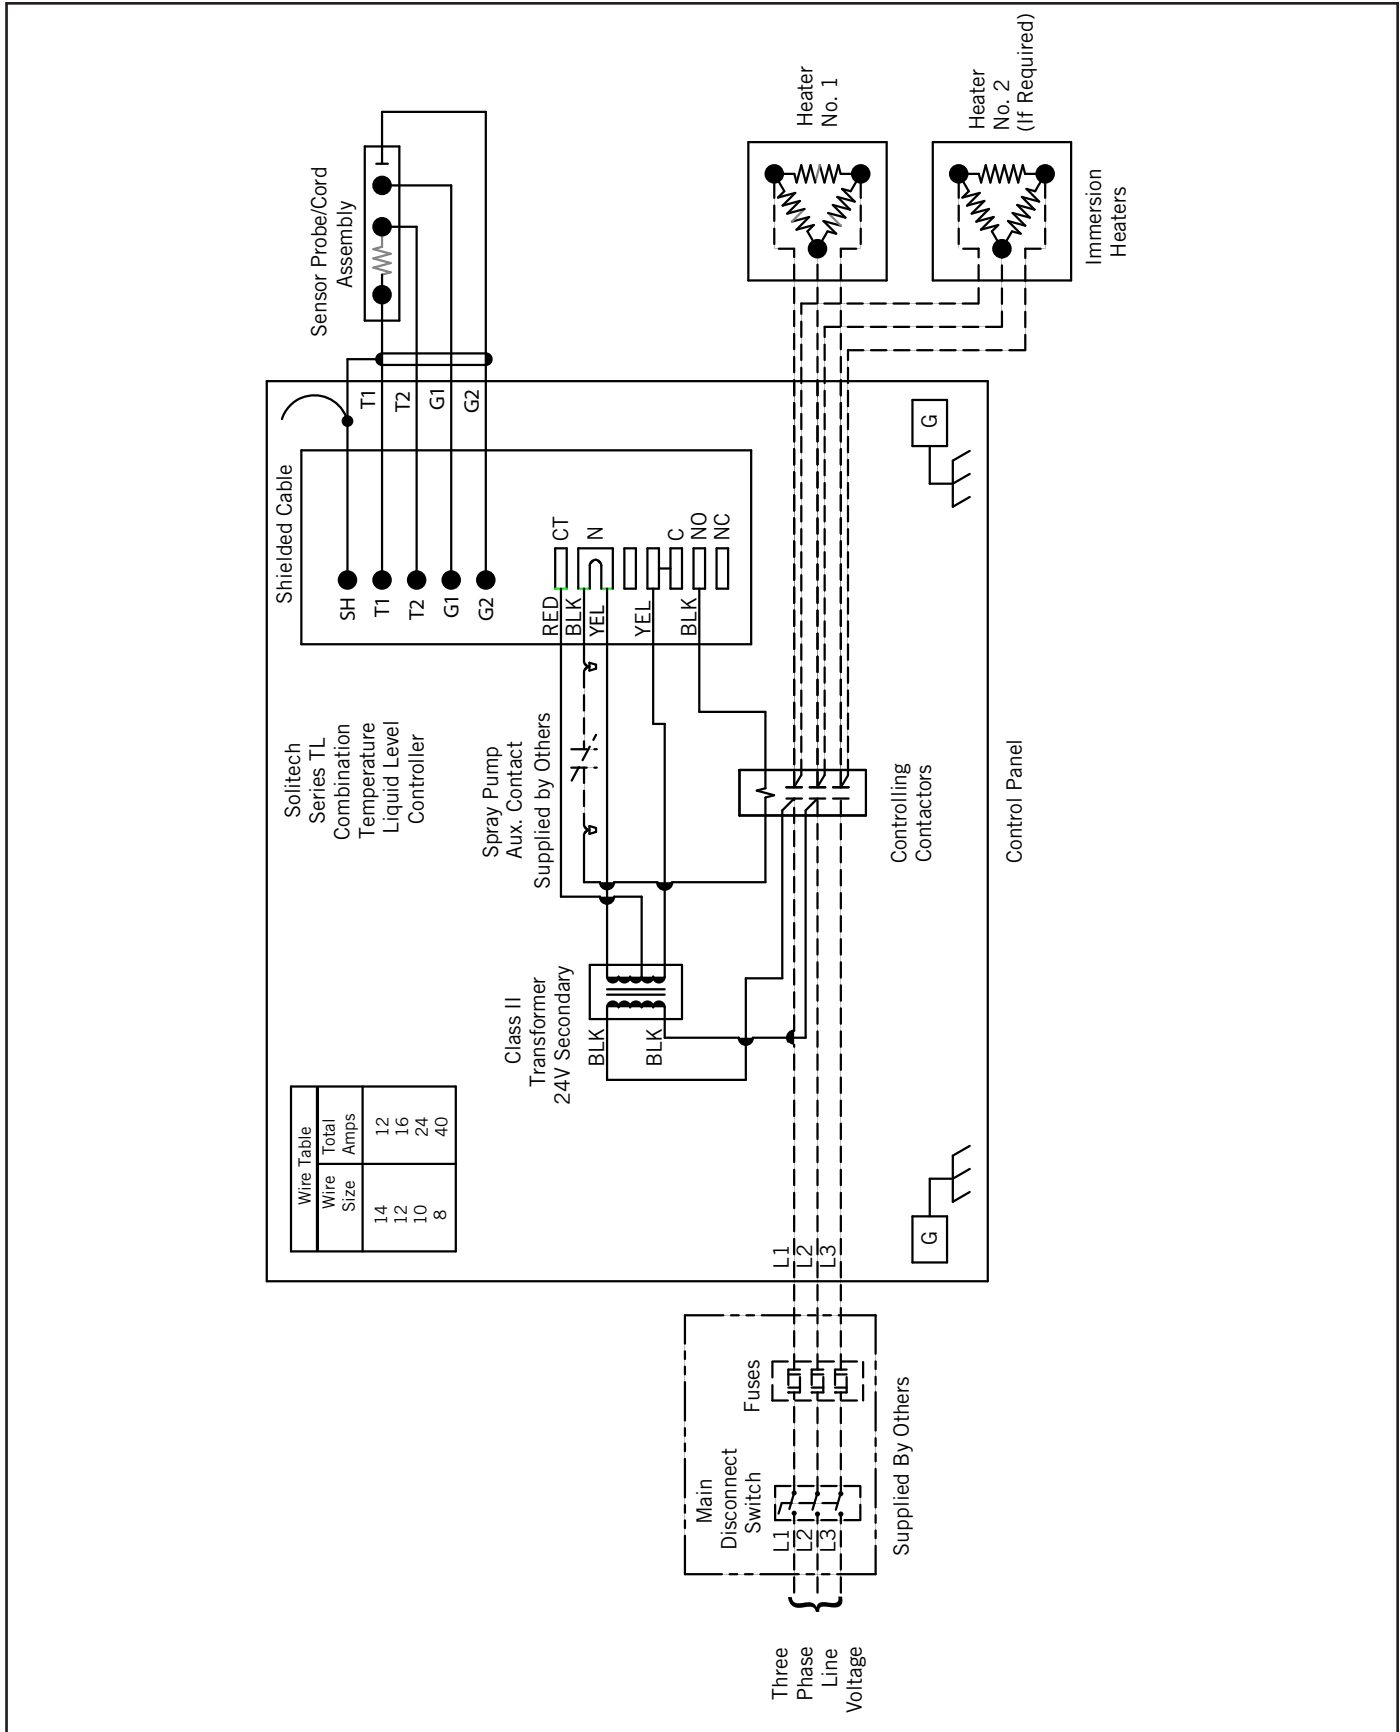 Sensor Probe/Cord
Assembly
Heater
No. 1
Heater
No. 2
(If Required)
Immersion
Heaters
T1
T2
G1
G2
Shielded Cable
SH
T1
T2
G1
G2
CT
N
C
NO
NC
RED
BLK
YEL
YEL
BLK
G
Solitech
Series TL
Combination
Temperature
Liquid Level
Controller
Spray Pump
Aux. Contact
Supplied by Others
Controlling
Contactors
Control Panel
Class II
Transformer
24V Secondary
BLK
BLK
Wire Table
Wire
Size
Total
Amps
14 12
12 16
10 24
8 40
L1
L2
L3
G
Fuses
Main
Disconnect
Switch
L1
L2
L3
Supplied By Others
Three
Phase
Line
Voltage